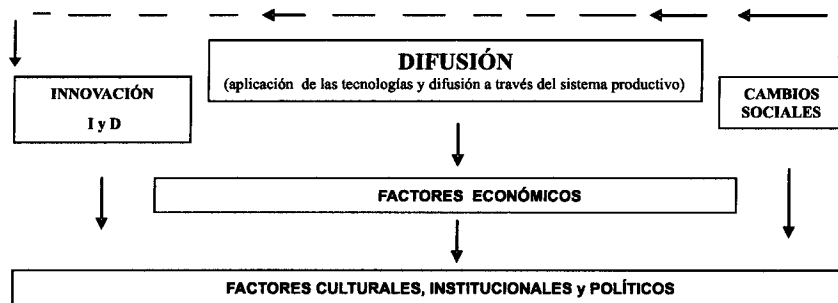 DIFUSIÓN
(aplicación de las tecnologías y difusión a través del sistema productivo)
INNOVACIÓN
I y D
CAMBIOS
SOCIALES
FACTORES ECONÓMICOS
FACTORES CULTURALES, INSTITUCIONALES y POLÍTICOS